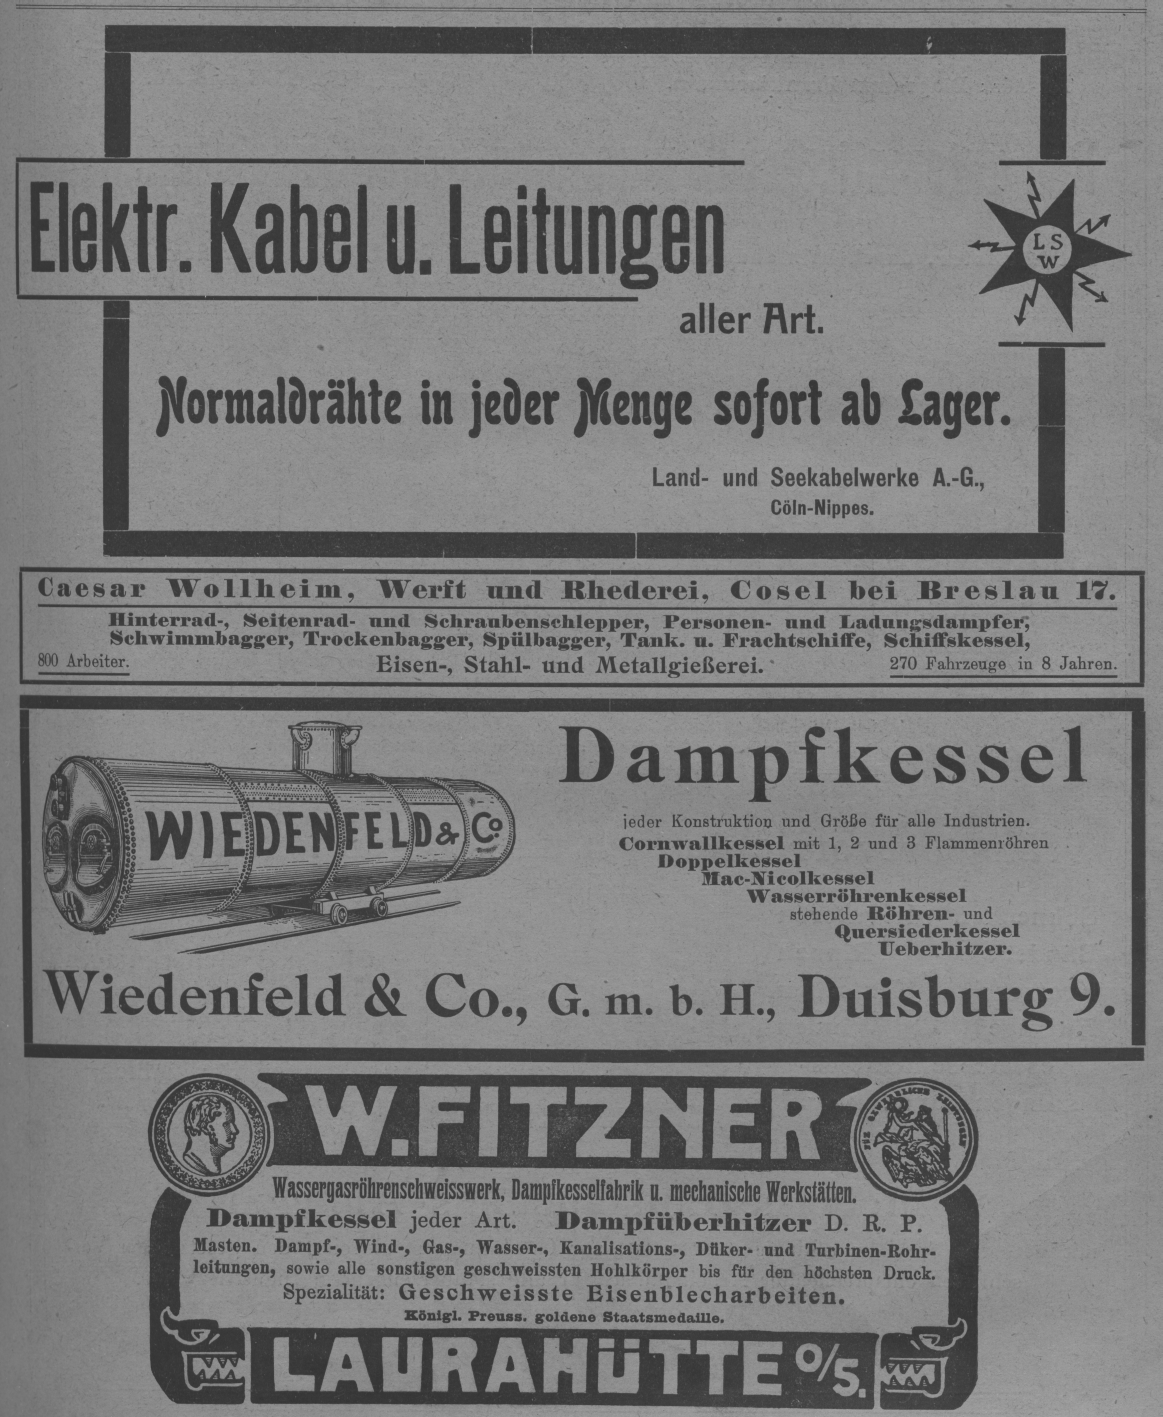 Elektr. Kabel u. Leitungen
L S
W
aller Art.
Normaldrähte in jeder Menge sofort ab Lager.
Land- und Seekabelwerke A.-G.,
Cöln-Nippes.
Caesar Wollheim, Werft und Rhederei, Cosel bei Breslau 17.
Hinterrad-, Seitenrad- und Schraubenschlepper, Personen- und Ladungsdampfer,
Schwimmbagger, Trockenbagger, Spülbagger, Tank. u. Frachtschiffe, Schiffskessel,
800 Arbeiter. Eisen-, Stahl- und Metallgießerei. 270 Fahrzeuge in 8 Jahren.
WIEDENFELD & Co.
Dampfkessel
jeder Konstruktion und Größe für alle Industrien.
Cornwallkessel mit 1, 2 und 3 Flammenröhren
Doppelkessel
Mac-Nicolkessel
Wasserröhrenkessel
stehende Röhren- und
Quersiederkessel
Ueberhitzer.
Wiedenfeld & Co., G. m. b. H., Duisburg 9.
W. FITZNER
FÜR GEWERBLICHE LEISTUNGEN
Wassergasröhrenschweisswerk, Dampfkesselfabrik u. mechanische Werkstätten.
Dampfkessel jeder Art. Dampfüberhitzer D. R. P.
Masten. Dampf-, Wind-, Gas-, Wasser-, Kanalisations-, Düker- und Turbinen-Rohr-
leitungen, sowie alle sonstigen geschweissten Hohlkörper bis für den höchsten Druck.
Spezialität: Geschweisste Eisenblecharbeiten.
Königl. Preuss. goldene Staatsmedaille.
LAURAHÜTTE O/S.